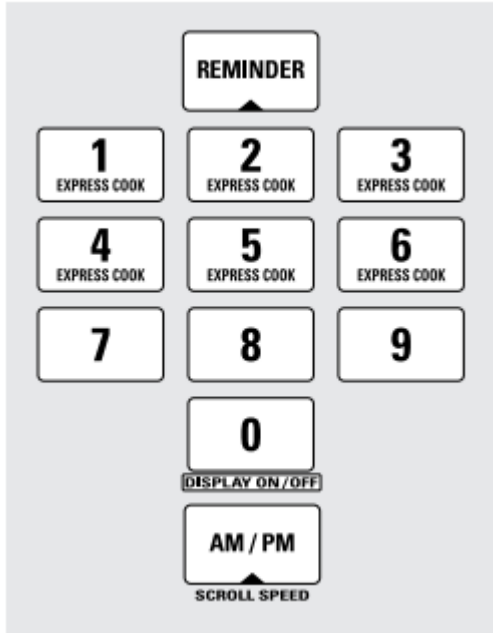 REMINDER
1 2 3
EXPRESS COOK EXPRESS COOK EXPRESS COOK
4 5 6
EXPRESS COOK EXPRESS COOK EXPRESS COOK
7 8 9
0
DISPLAY ON/OFF
AM / PM
SCROLL SPEED